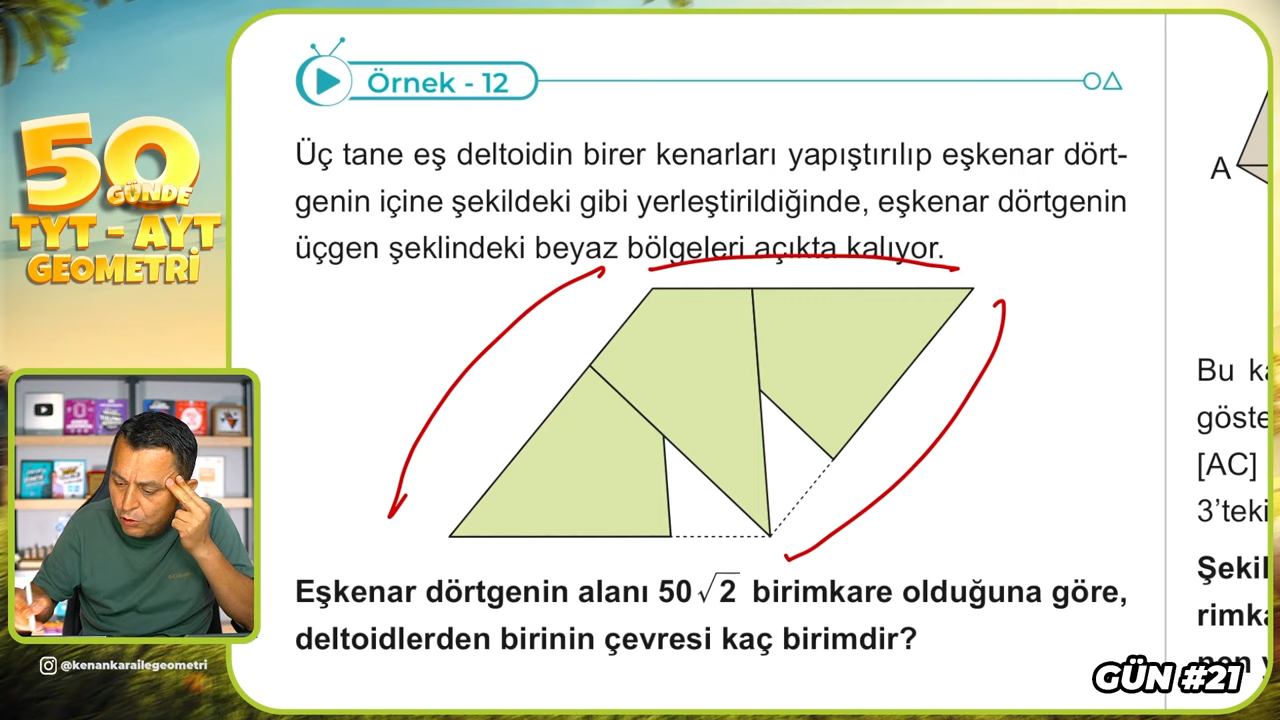 Örnek - 12
50
GÜNDE
TYT - AYT
GEOMETRİ
Üç tane eş deltoidin birer kenarları yapıştırılıp eşkenar dört-
genin içine şekildeki gibi yerleştirildiğinde, eşkenar dörtgenin
üçgen şeklindeki beyaz bölgeleri açıkta kalıyor.
Eşkenar dörtgenin alanı 50√2 birimkare olduğuna göre,
deltoidlerden birinin çevresi kaç birimdir?
A
Bu
göste
[AC]
3'teki
Şekil
rimka
@kenankarailegeometri
GÜN #21